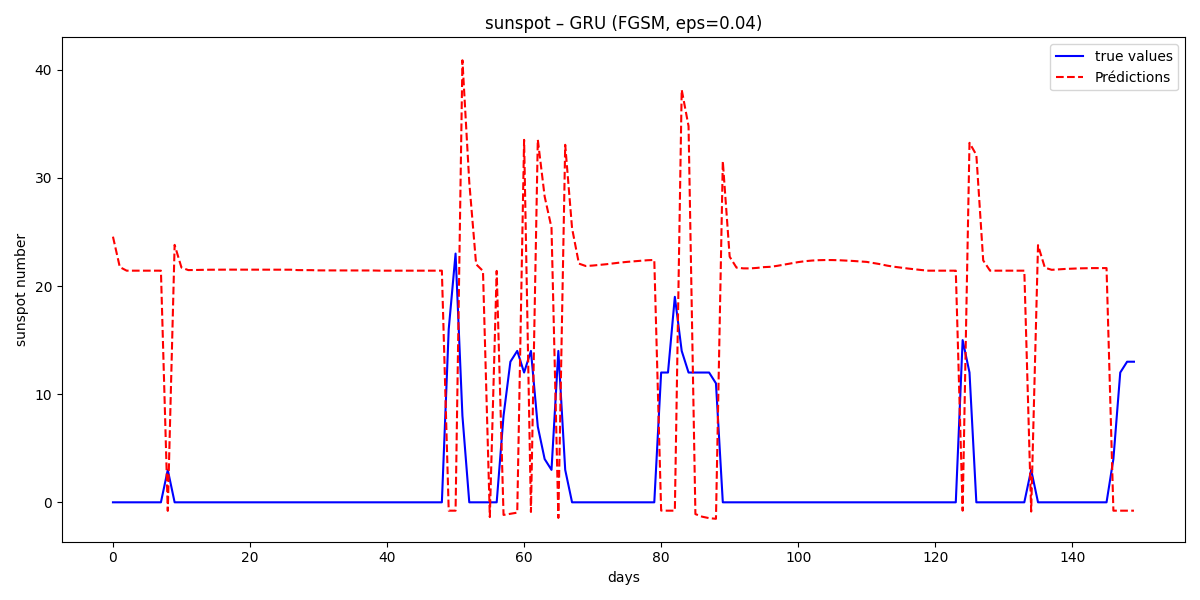 sunspot – GRU (FGSM, eps=0.04)
true values
Prédictions
sunspot number
40
30
20
10
0
0 20 40 60 80 100 120 140
days